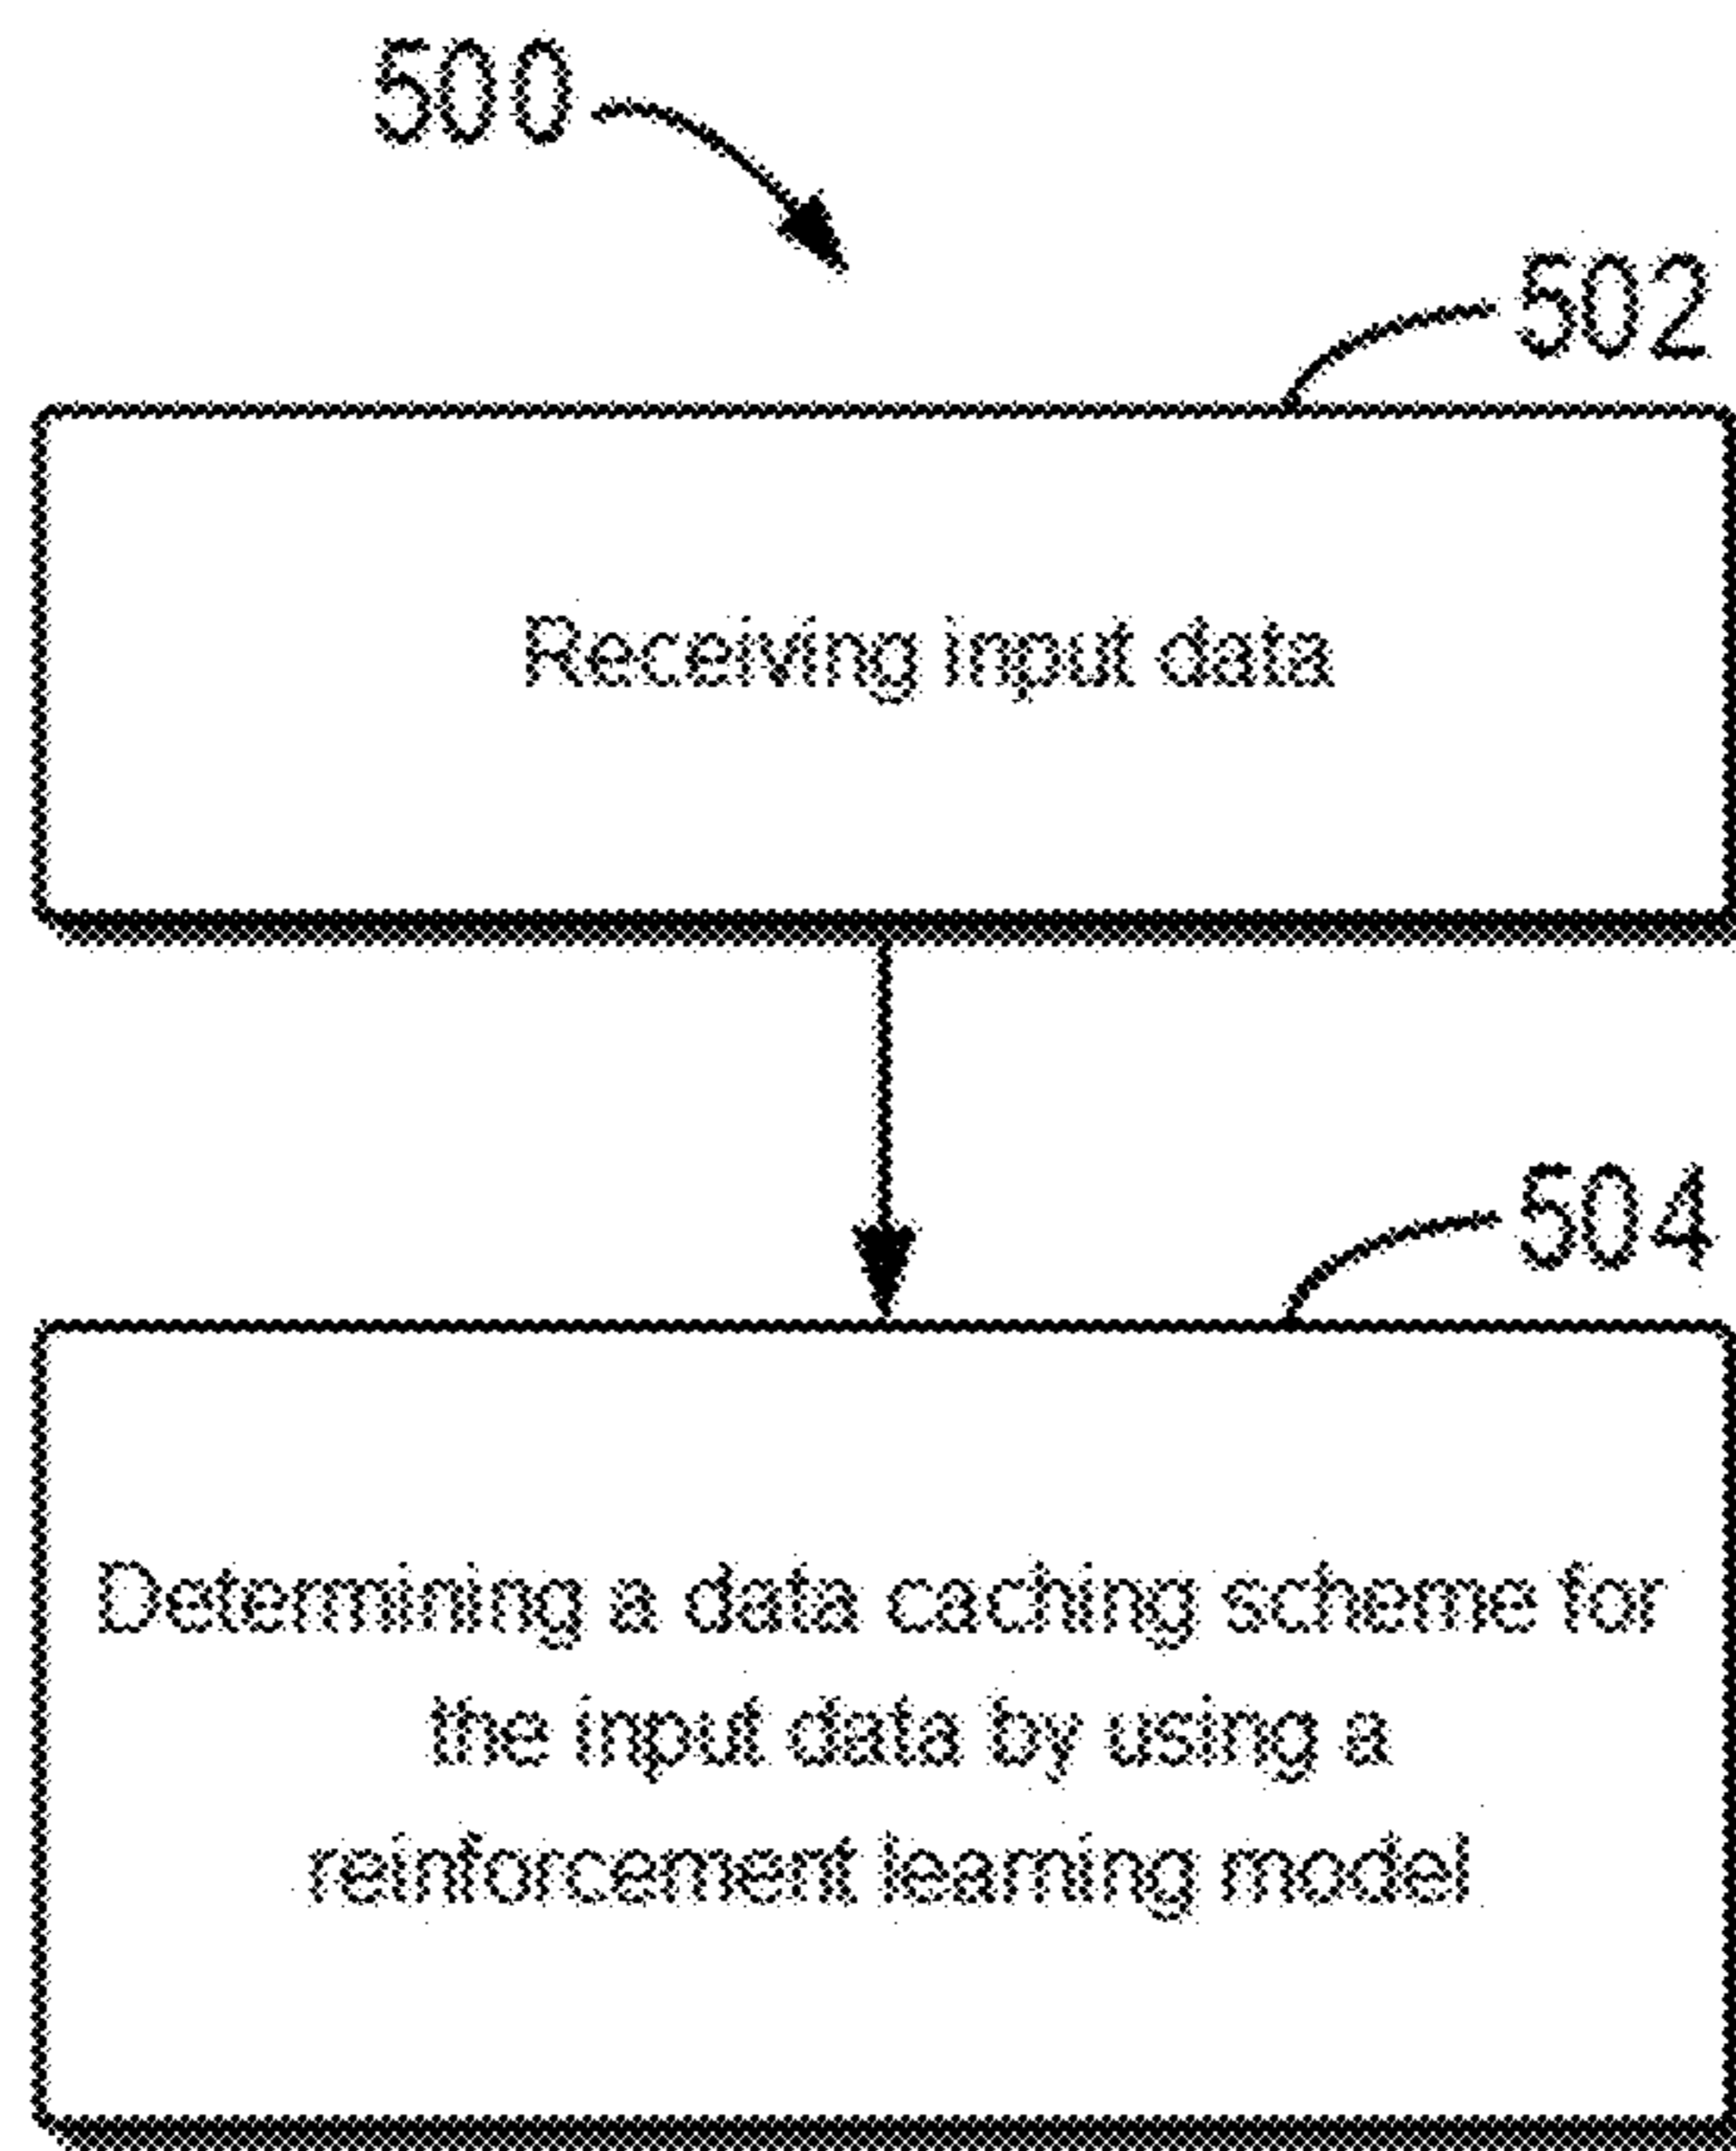 500
502
Receiving input data
504
Determining a data caching scheme for
the input data by using a
reinforcement learning model